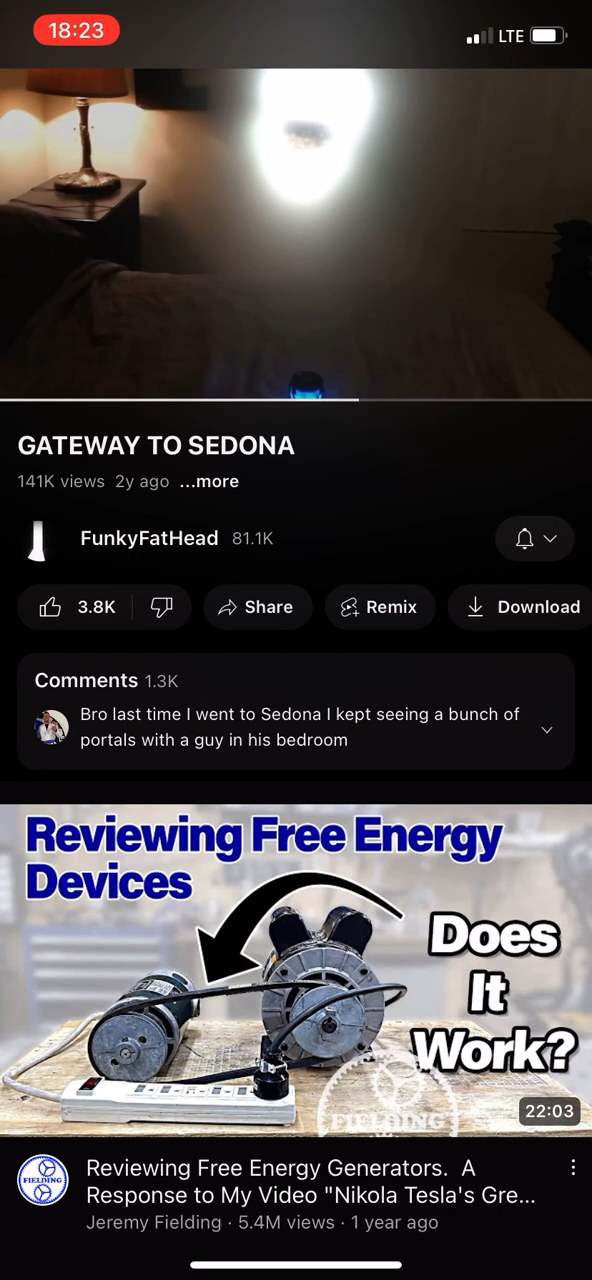 18:23
LTE
GATEWAY TO SEDONA
141K views 2y ago ...more
FunkyFatHead 81.1K
3.8K Share Remix Download
Comments 1.3K
Bro last time I went to Sedona I kept seeing a bunch of
portals with a guy in his bedroom
Reviewing Free Energy
Devices
Does
It
Work?
FIELDING
22:03
FIELDING
Reviewing Free Energy Generators. A
Response to My Video "Nikola Tesla's Gre...
Jeremy Fielding · 5.4M views · 1 year ago